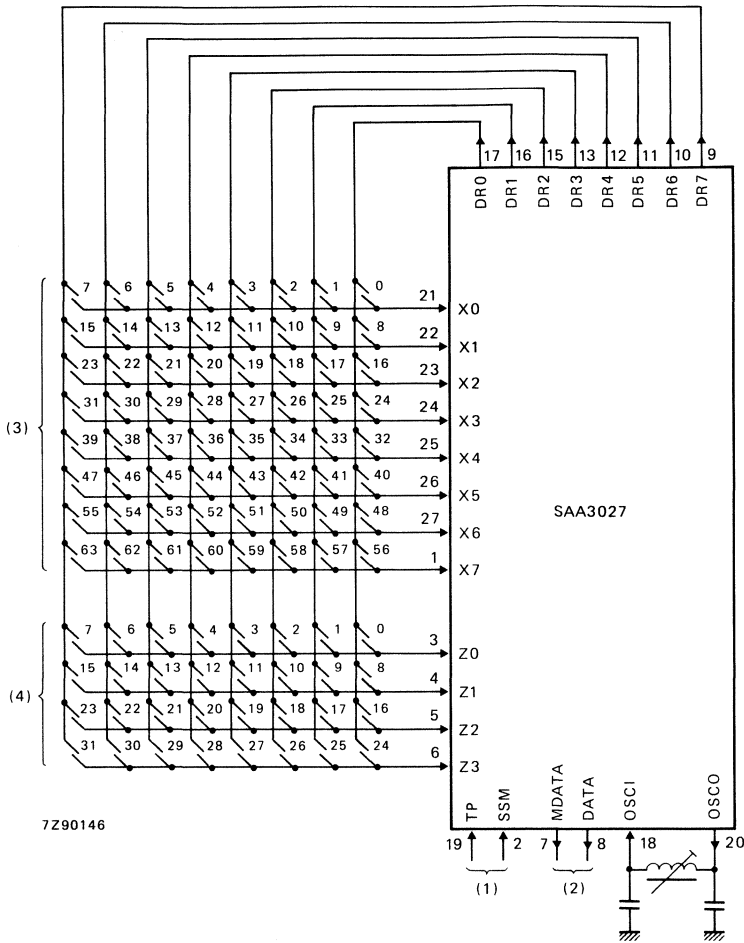 17 16 15 13 12 11 10 9
DR0 DR1 DR2 DR3 DR4 DR5 DR6 DR7
7 6 5 4 3 2 1 0 21 X0
15 14 13 12 11 10 9 8 22 X1
23 22 21 20 19 18 17 16 23 X2
31 30 29 28 27 26 25 24 24 X3
(3)
39 38 37 36 35 34 33 32 25 X4
47 46 45 44 43 42 41 40 26 X5
55 54 53 52 51 50 49 48 27 X6
SAA3027
63 62 61 60 59 58 57 56 1 X7
7 6 5 4 3 2 1 0 3 Z0
15 14 13 12 11 10 9 8 4 Z1
(4)
23 22 21 20 19 18 17 16 5 Z2
31 30 29 28 27 26 25 24 6 Z3
TP SSM MDATA DATA OSCI OSCO
7Z90146
19 2 7 8 18 20
(1) (2)